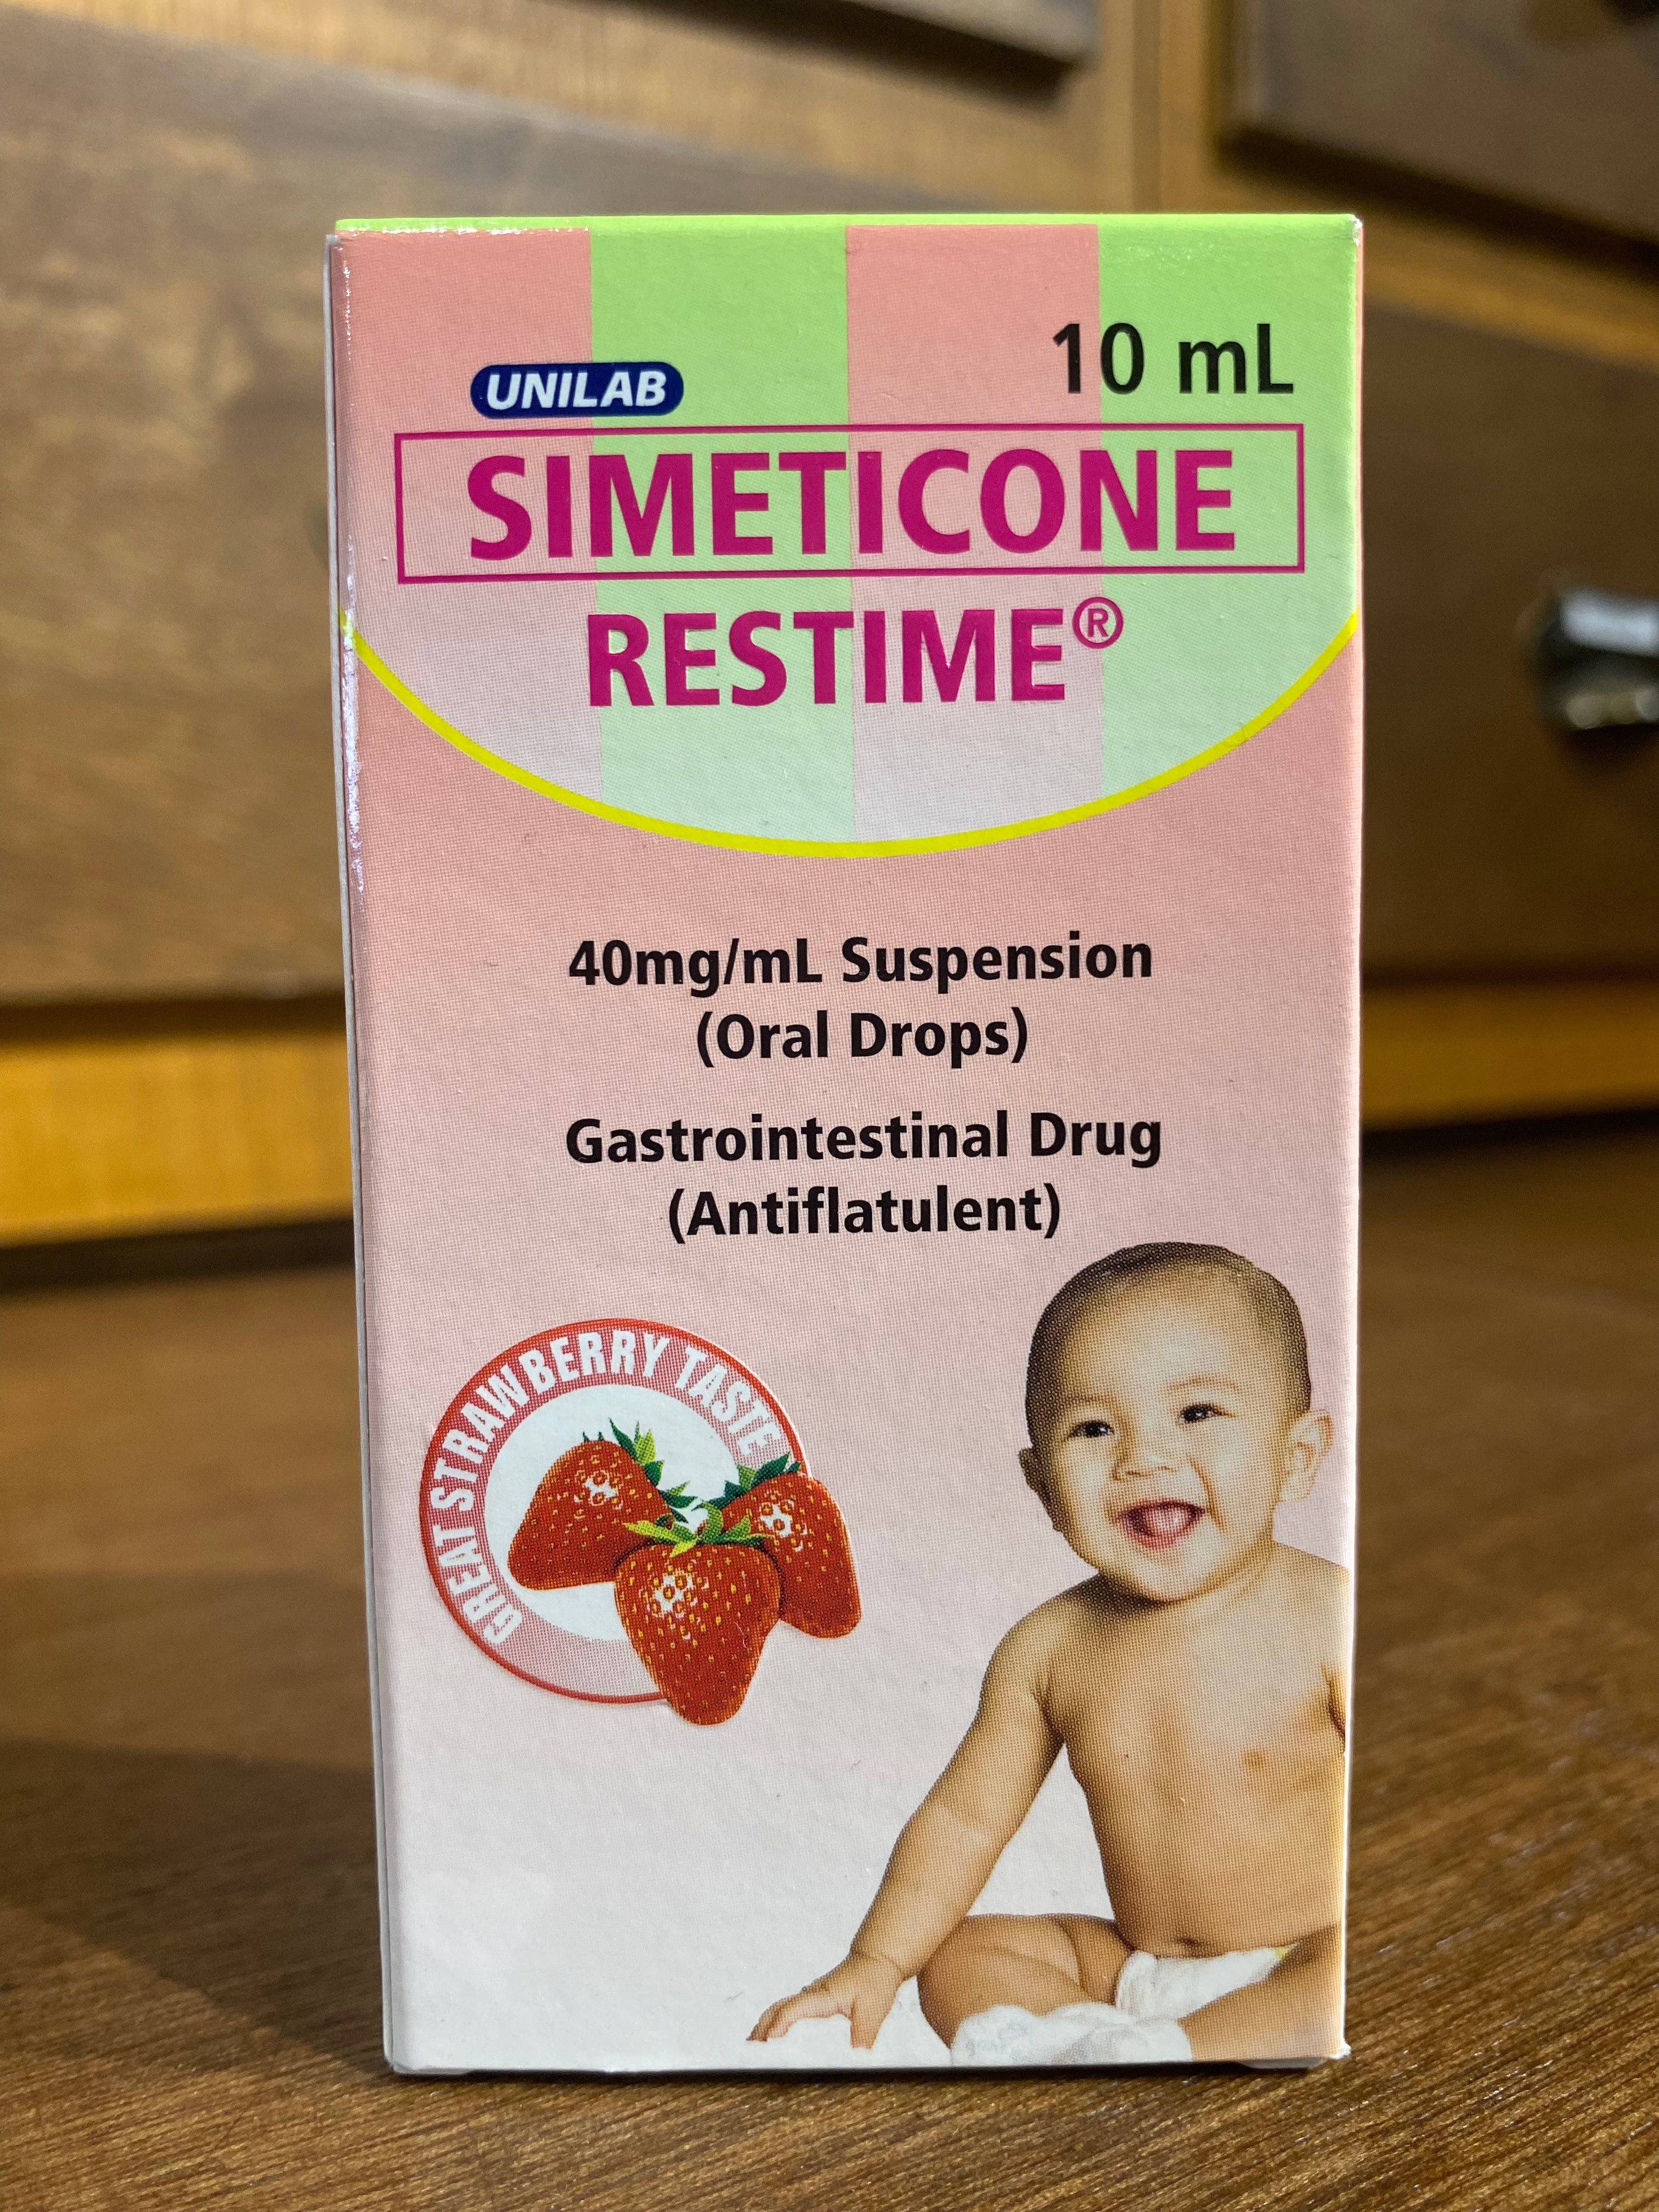 10 mL
UNILAB
SIMETICONE
RESTIME®
40mg/mL Suspension
(Oral Drops)
Gastrointestinal Drug
(Antiflatulent)
GREAT STRAWBERRY TASTE